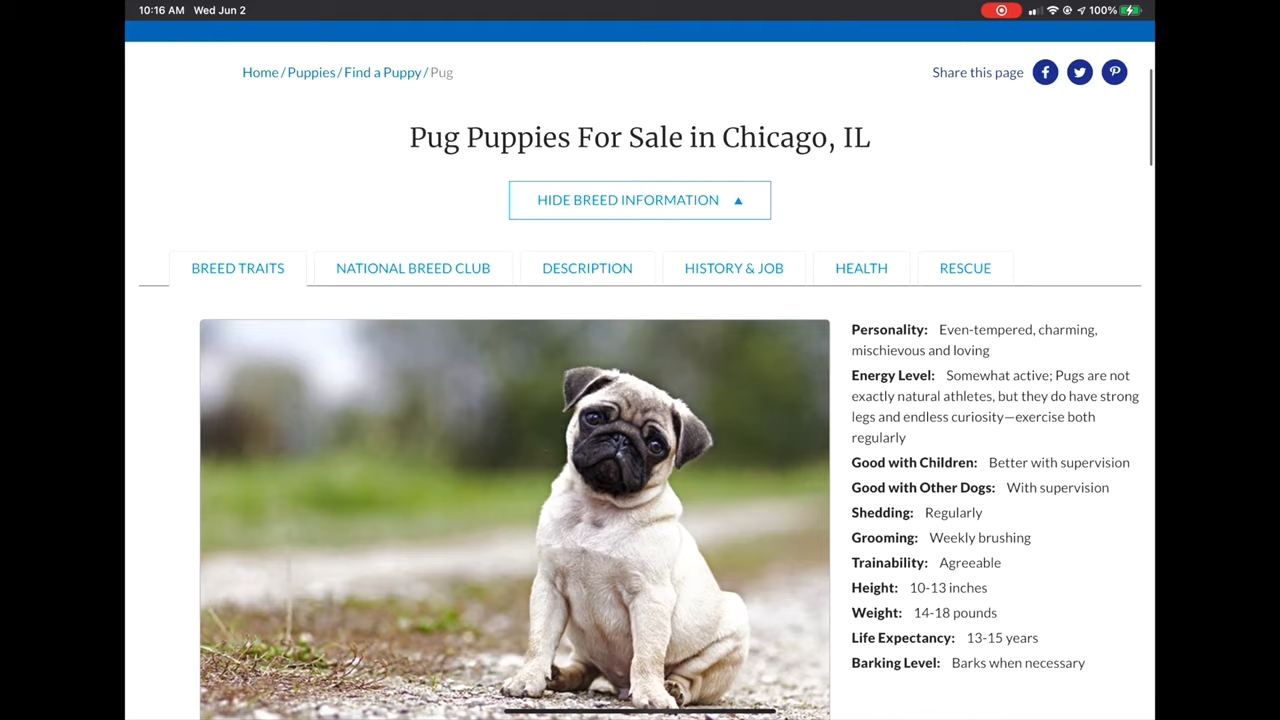 10:16 AM Wed Jun 2
100%
Home / Puppies / Find a Puppy / Pug
Share this page
Pug Puppies For Sale in Chicago, IL
HIDE BREED INFORMATION
BREED TRAITS NATIONAL BREED CLUB DESCRIPTION HISTORY & JOB HEALTH RESCUE
Personality: Even-tempered, charming,
mischievous and loving
Energy Level: Somewhat active; Pugs are not
exactly natural athletes, but they do have strong
legs and endless curiosity—exercise both
regularly
Good with Children: Better with supervision
Good with Other Dogs: With supervision
Shedding: Regularly
Grooming: Weekly brushing
Trainability: Agreeable
Height: 10-13 inches
Weight: 14-18 pounds
Life Expectancy: 13-15 years
Barking Level: Barks when necessary